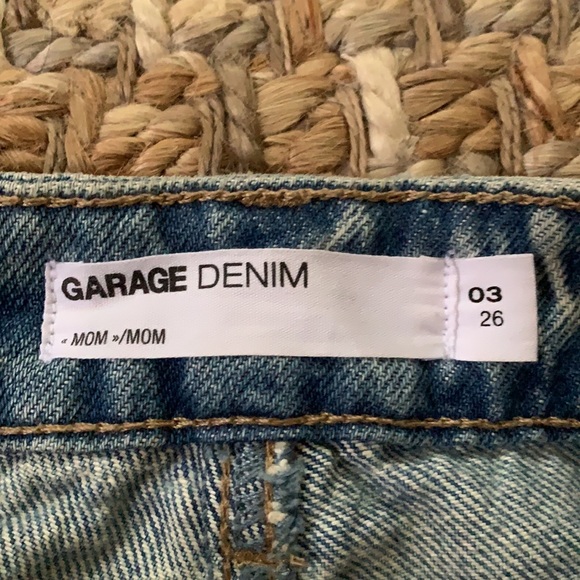 GARAGE DENIM
« MOM »/MOM
03
26